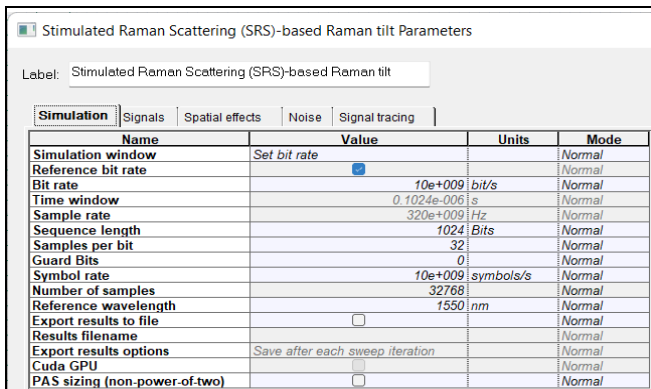 Stimulated Raman Scattering (SRS)-based Raman tilt Parameters
Label: Stimulated Raman Scattering (SRS)-based Raman tilt
Simulation Signals Spatial effects Noise Signal tracing
Name Value Units Mode
Simulation window Set bit rate Normal
Reference bit rate Normal
Bit rate 10e+009 bit/s Normal
Time window 0.1024e-006 s Normal
Sample rate 320e+009 Hz Normal
Sequence length 1024 Bits Normal
Samples per bit 32 Normal
Guard Bits 0 Normal
Symbol rate 10e+009 symbols/s Normal
Number of samples 32768 Normal
Reference wavelength 1550 nm Normal
Export results to file Normal
Results filename Normal
Export results options Save after each sweep iteration Normal
Cuda GPU Normal
PAS sizing (non-power-of-two) Normal